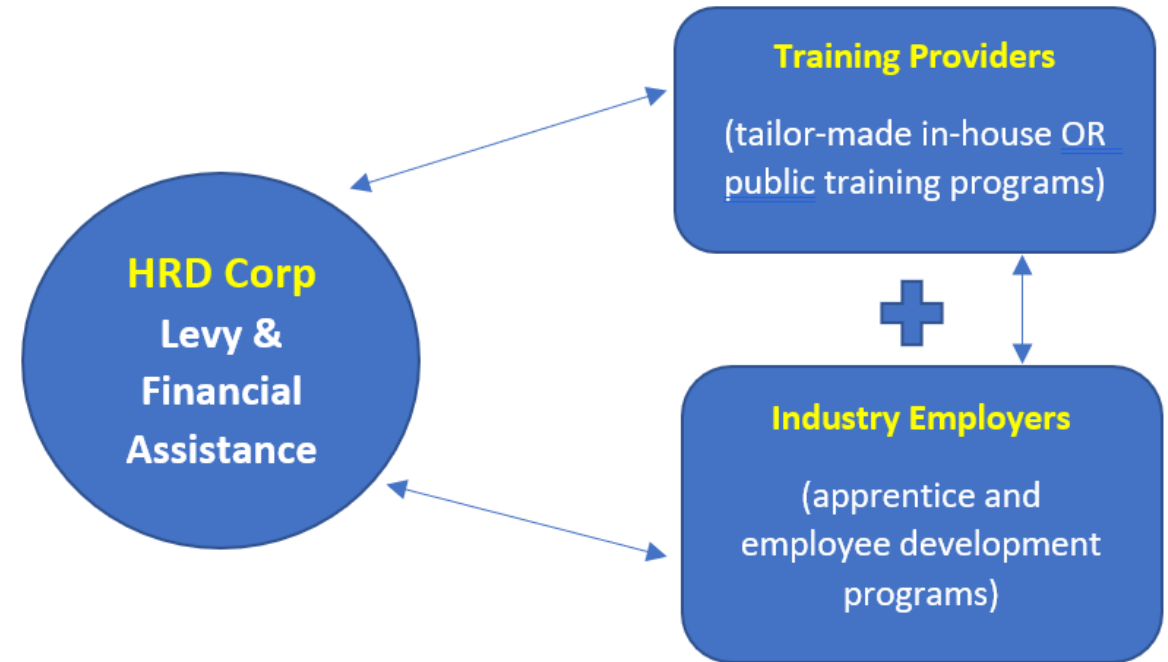 Training Providers
(tailor-made in-house OR
public training programs)
HRD Corp
Levy &
Financial
Assistance
Industry Employers
(apprentice and
employee development
programs)